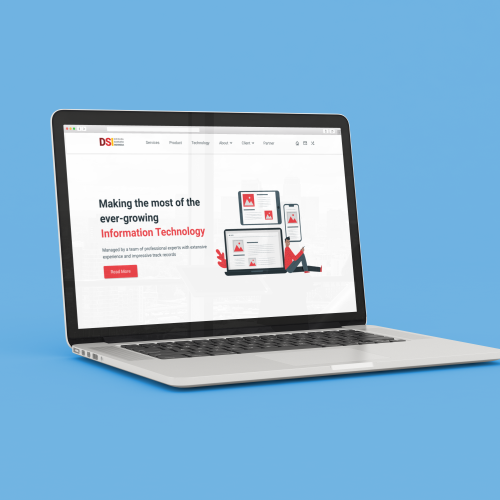 DSI
Services Product Technology About Client Partner
Making the most of the
ever-growing
Information Technology
Managed by a team of professional experts with extensive
experience and impressive track records
Read More